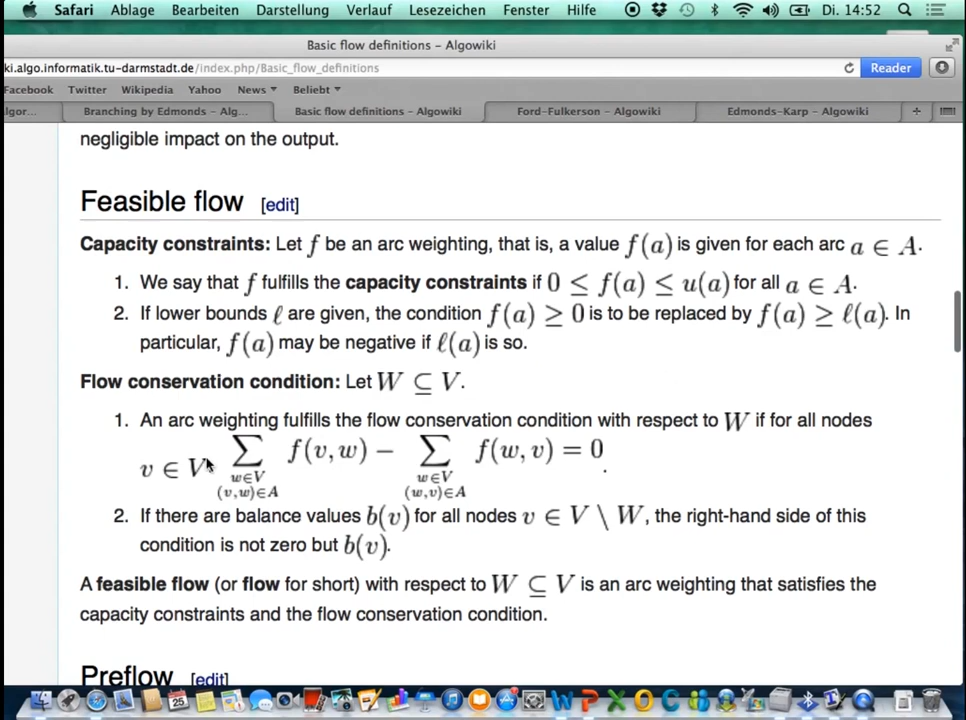 Safari Ablage Bearbeiten Darstellung Verlauf Lesezeichen Fenster Hilfe Di. 14:52
Basic flow definitions – Algowiki
ki.algo.informatik.tu-darmstadt.de/index.php/Basic_flow_definitions Reader
Facebook Twitter Wikipedia Yahoo News Beliebt
lgor... Branching by Edmonds – Alg... Basic flow definitions – Algowiki Ford-Fulkerson – Algowiki Edmonds-Karp – Algowiki
negligible impact on the output.
Feasible flow [edit]
Capacity constraints: Let f be an arc weighting, that is, a value f(a) is given for each arc a ∈ A.
1. We say that f fulfills the capacity constraints if 0 ≤ f(a) ≤ u(a) for all a ∈ A.
2. If lower bounds ℓ are given, the condition f(a) ≥ 0 is to be replaced by f(a) ≥ ℓ(a). In
particular, f(a) may be negative if ℓ(a) is so.
Flow conservation condition: Let W ⊆ V.
1. An arc weighting fulfills the flow conservation condition with respect to W if for all nodes
v ∈ V ∑ w∈V (v,w)∈A f(v, w) − ∑ w∈V (w,v)∈A f(w, v) = 0 .
2. If there are balance values b(v) for all nodes v ∈ V \ W, the right-hand side of this
condition is not zero but b(v).
A feasible flow (or flow for short) with respect to W ⊆ V is an arc weighting that satisfies the
capacity constraints and the flow conservation condition.
Preflow [edit]